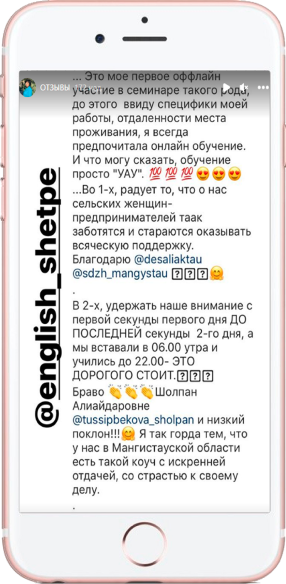 ... Это мое первое оффлайн
ОТЗЫВЫ
участие в семинаре такого рода,
до этого ввиду специфики моей
работы, отдаленности места
проживания, я всегда
предпочитала онлайн обучение.
И что могу сказать, обучение
просто "УАУ". 💯 💯 💯 😍😍😍
...Во 1-х, радует то, что о нас
сельских женщин-
предпринимателей таак
заботятся и стараются оказывать
всяческую поддержку.
Благодарю @desaliaktau
@sdzh_mangystau 🤗
.
В 2-х, удержать наше внимание с
первой секунды первого дня ДО
ПОСЛЕДНЕЙ секунды 2-го дня, а
мы вставали в 06.00 утра и
учились до 22.00- ЭТО
ДОРОГОГО СТОИТ.
Браво 👏👏👏Шолпан
Алиайдаровне
@tussipbekova_sholpan и низкий
поклон!!!🤗 Я так горда тем, что
у нас в Мангистауской области
есть такой коуч с искренней
отдачей, со страстью к своему
делу.
.
@english_shetpe